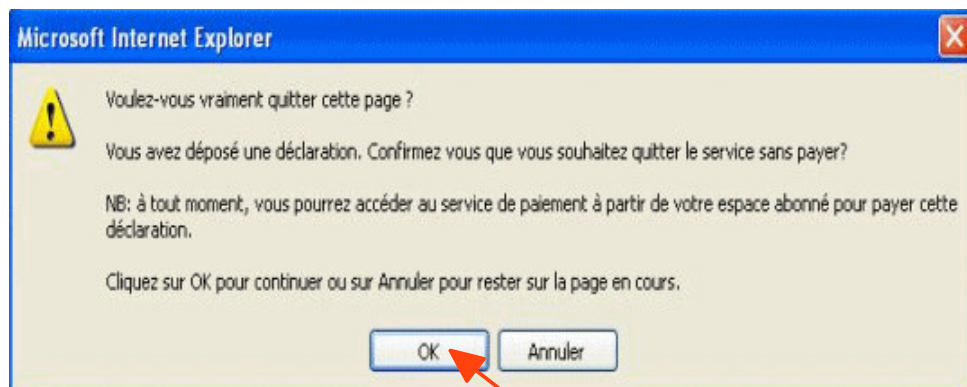 Microsoft Internet Explorer
Voulez-vous vraiment quitter cette page ?
Vous avez déposé une déclaration. Confirmez vous que vous souhaitez quitter le service sans payer?
NB: à tout moment, vous pourrez accéder au service de paiement à partir de votre espace abonné pour payer cette
déclaration.
Cliquez sur OK pour continuer ou sur Annuler pour rester sur la page en cours.
OK Annuler